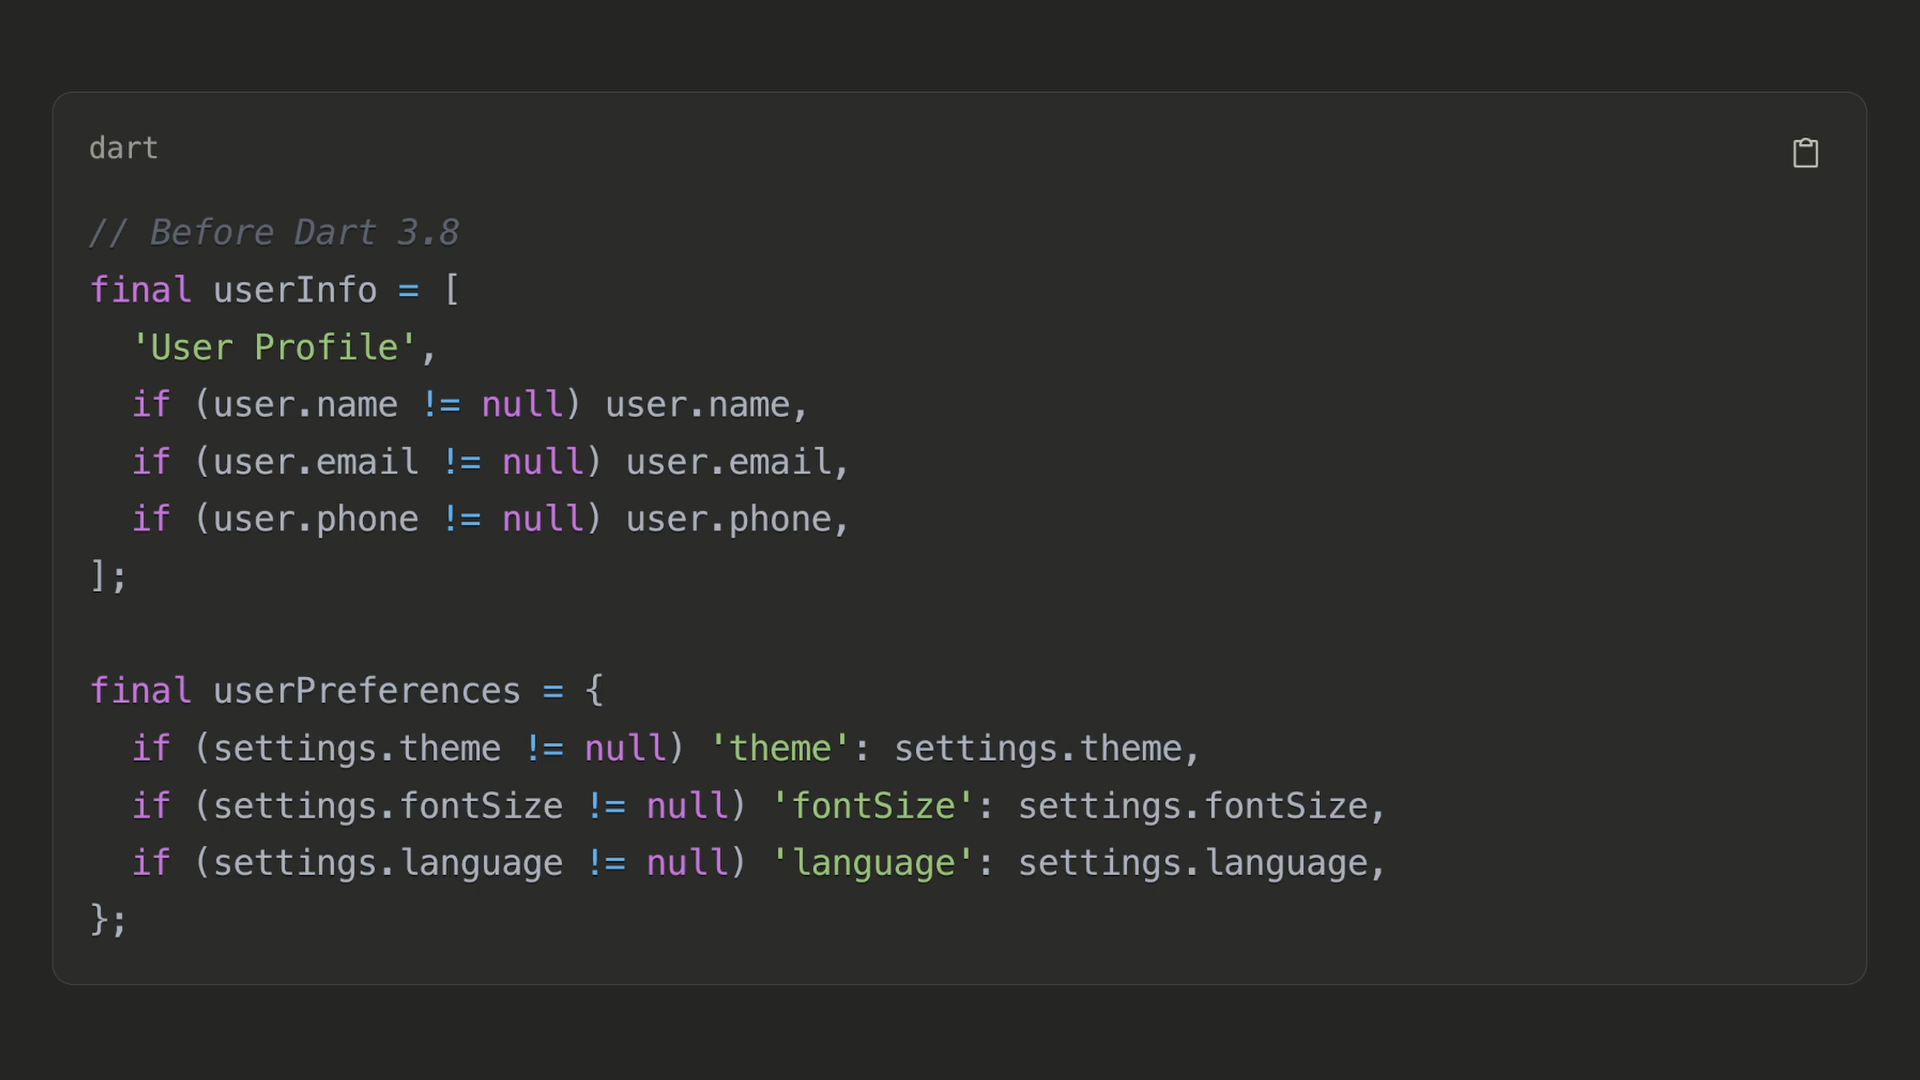 dart
// Before Dart 3.8
final userInfo = [
  'User Profile',
  if (user.name != null) user.name,
  if (user.email != null) user.email,
  if (user.phone != null) user.phone,
];

final userPreferences = {
  if (settings.theme != null) 'theme': settings.theme,
  if (settings.fontSize != null) 'fontSize': settings.fontSize,
  if (settings.language != null) 'language': settings.language,
};